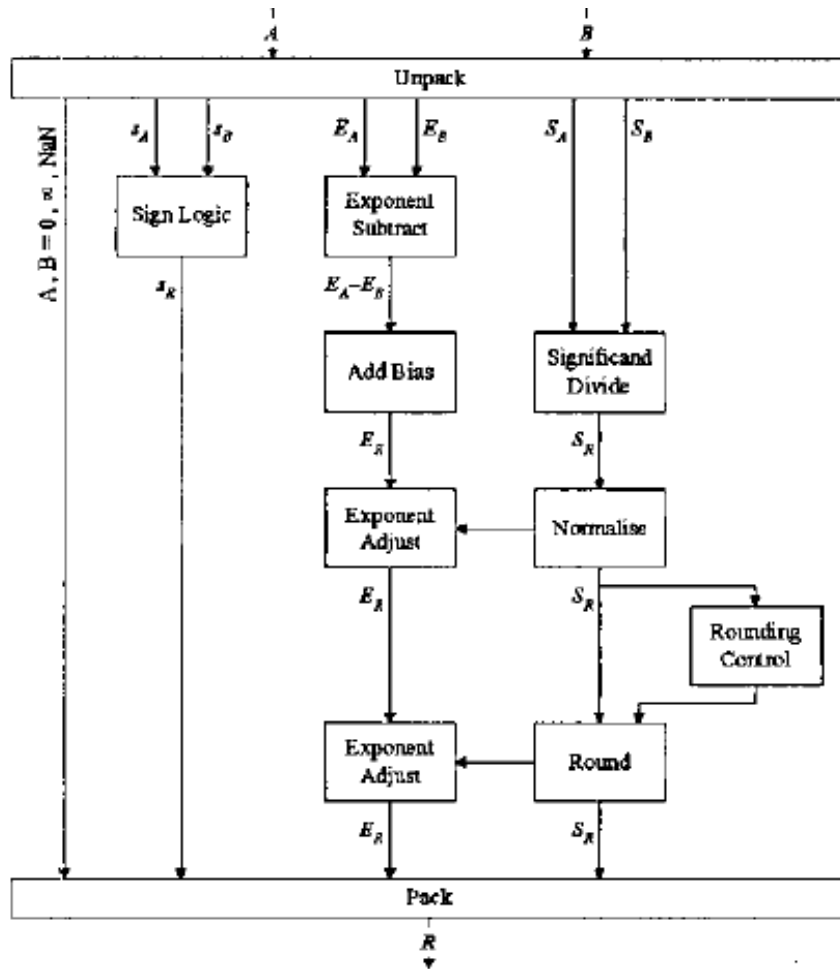 A B
Unpack
A, B = 0, ∞, NaN
s_A s_B E_A E_B S_A S_B
Sign Logic
Exponent
Subtract
s_R
E_A–E_B
Add Bias
Significand
Divide
E_R S_R
Exponent
Adjust
Normalise
E_R S_R
Rounding
Control
Exponent
Adjust
Round
E_R S_R
Pack
R